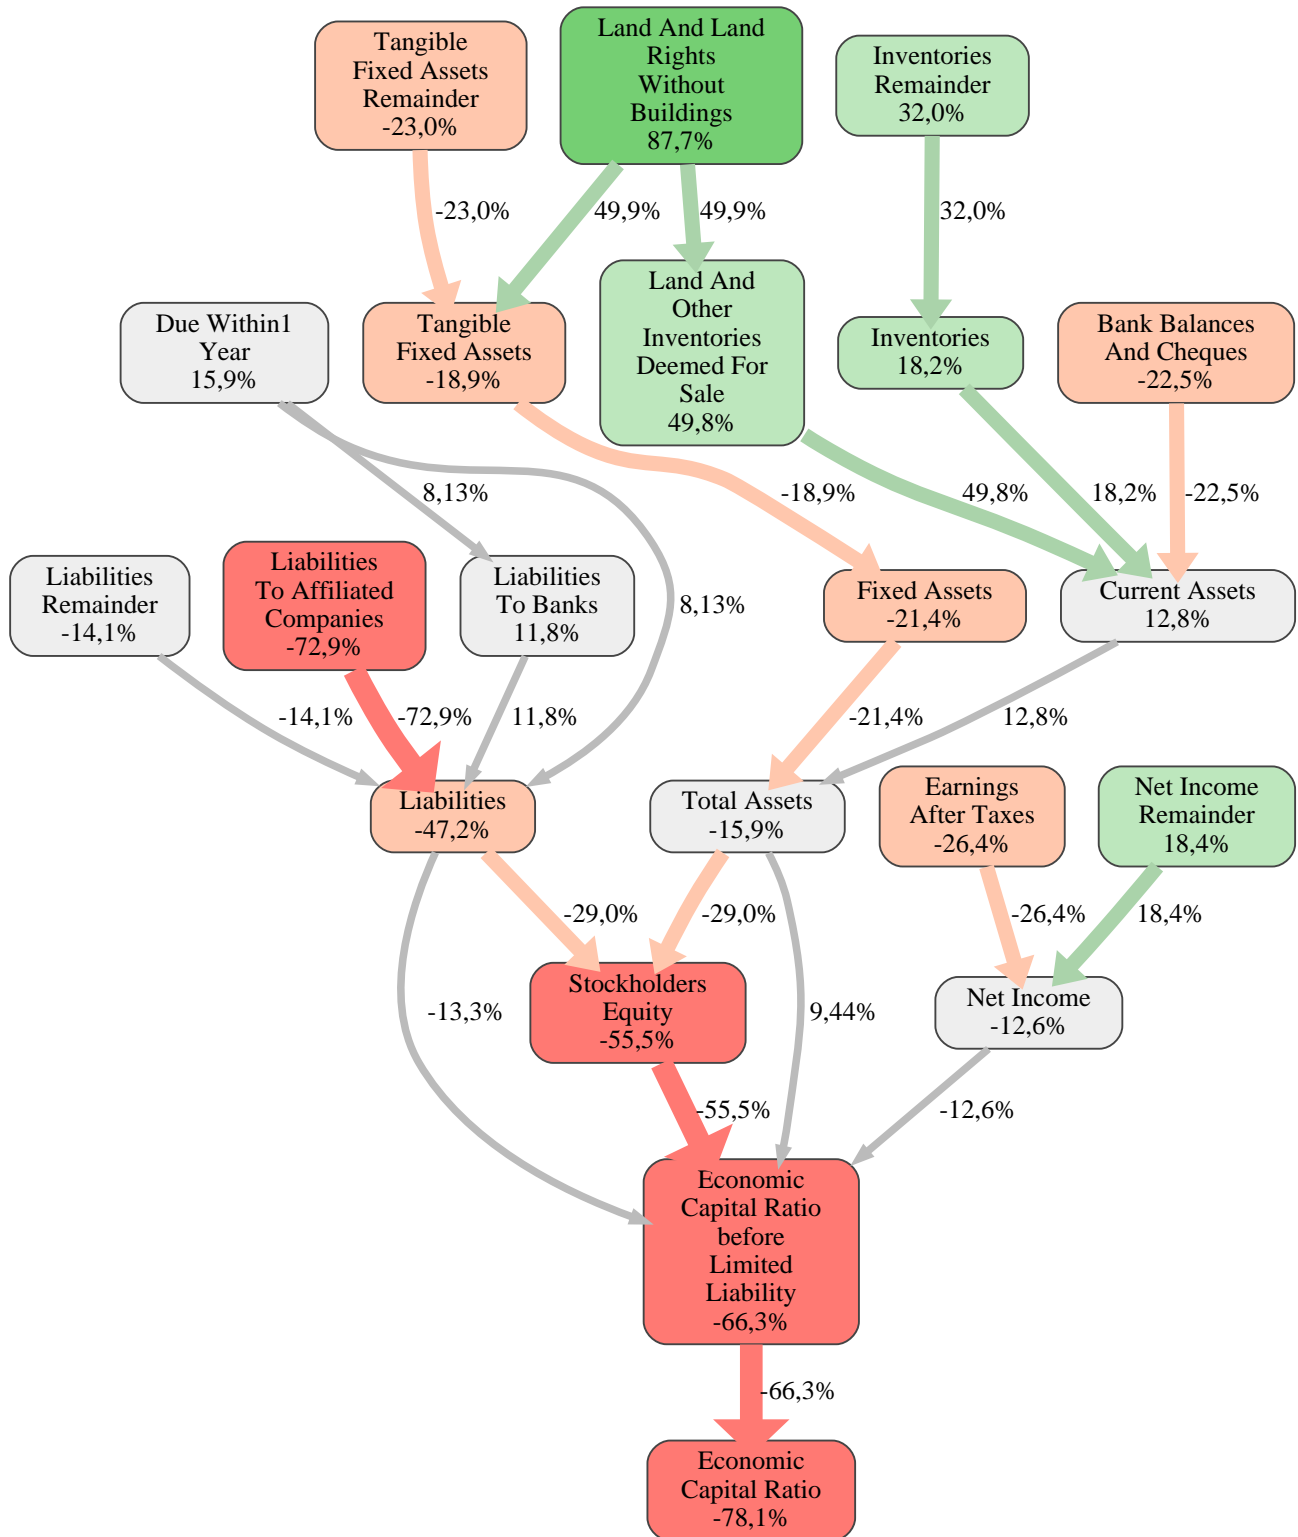 Tangible
Fixed Assets
Remainder
-23,0%
Land And Land
Rights
Without
Buildings
87,7%
Inventories
Remainder
32,0%
-23,0%
49,9%
49,9%
32,0%
Due Within1
Year
15,9%
Tangible
Fixed Assets
-18,9%
Land And
Other
Inventories
Deemed For
Sale
49,8%
Inventories
18,2%
Bank Balances
And Cheques
-22,5%
8,13%
-18,9%
49,8%
18,2%
-22,5%
Liabilities
Remainder
-14,1%
Liabilities
To Affiliated
Companies
-72,9%
Liabilities
To Banks
11,8%
8,13%
Fixed Assets
-21,4%
Current Assets
12,8%
-14,1%
-72,9%
11,8%
-21,4%
12,8%
Liabilities
-47,2%
Total Assets
-15,9%
Earnings
After Taxes
-26,4%
Net Income
Remainder
18,4%
-29,0%
-29,0%
-26,4%
18,4%
-13,3%
Stockholders
Equity
-55,5%
9,44%
Net Income
-12,6%
-55,5%
-12,6%
Economic
Capital Ratio
before
Limited
Liability
-66,3%
-66,3%
Economic
Capital Ratio
-78,1%